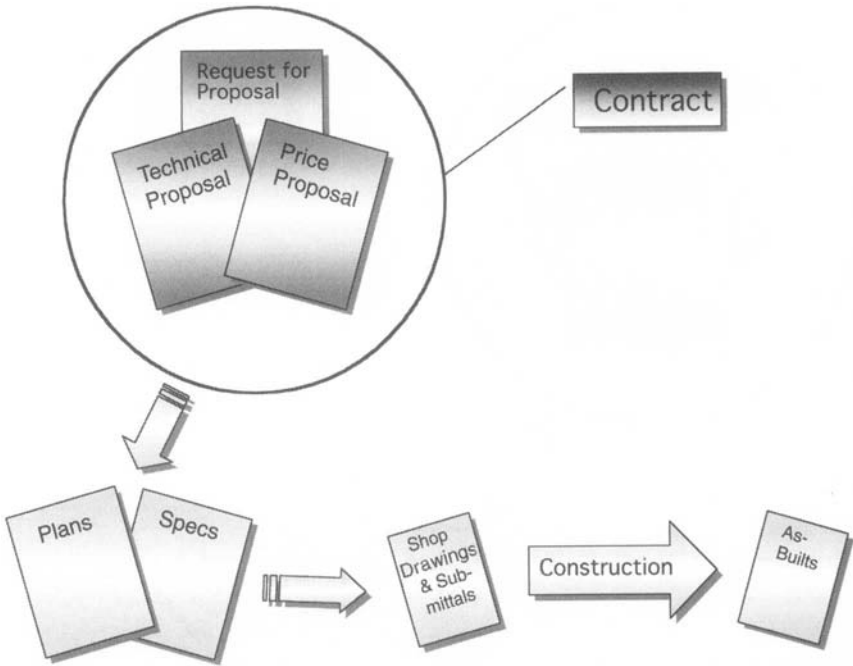 Request for
Proposal
Contract
Technical
Proposal
Price
Proposal
Plans
Specs
Shop
Drawings
& Sub-
mittals
Construction
As-
Builts